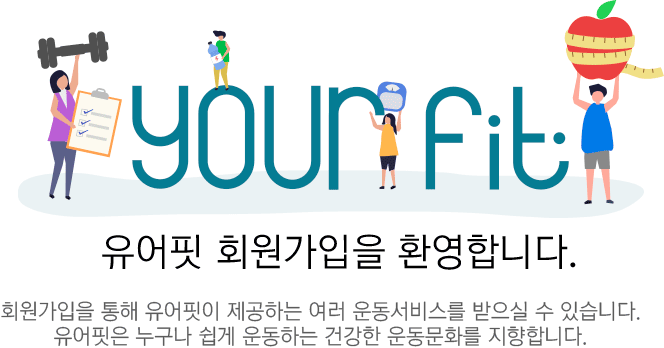 your fit
유어핏 회원가입을 환영합니다.
회원가입을 통해 유어핏이 제공하는 여러 운동서비스를 받으실 수 있습니다.
유어핏은 누구나 쉽게 운동하는 건강한 운동문화를 지향합니다.